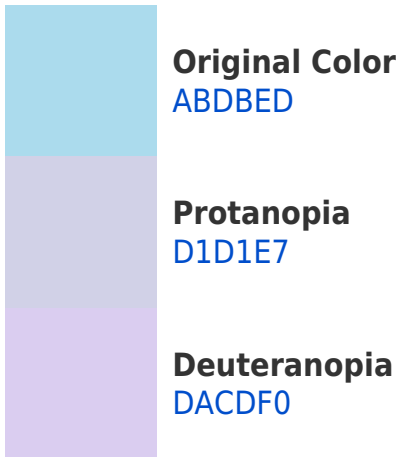 Original Color
ABDBED
Protanopia
D1D1E7
Deuteranopia
DACDF0